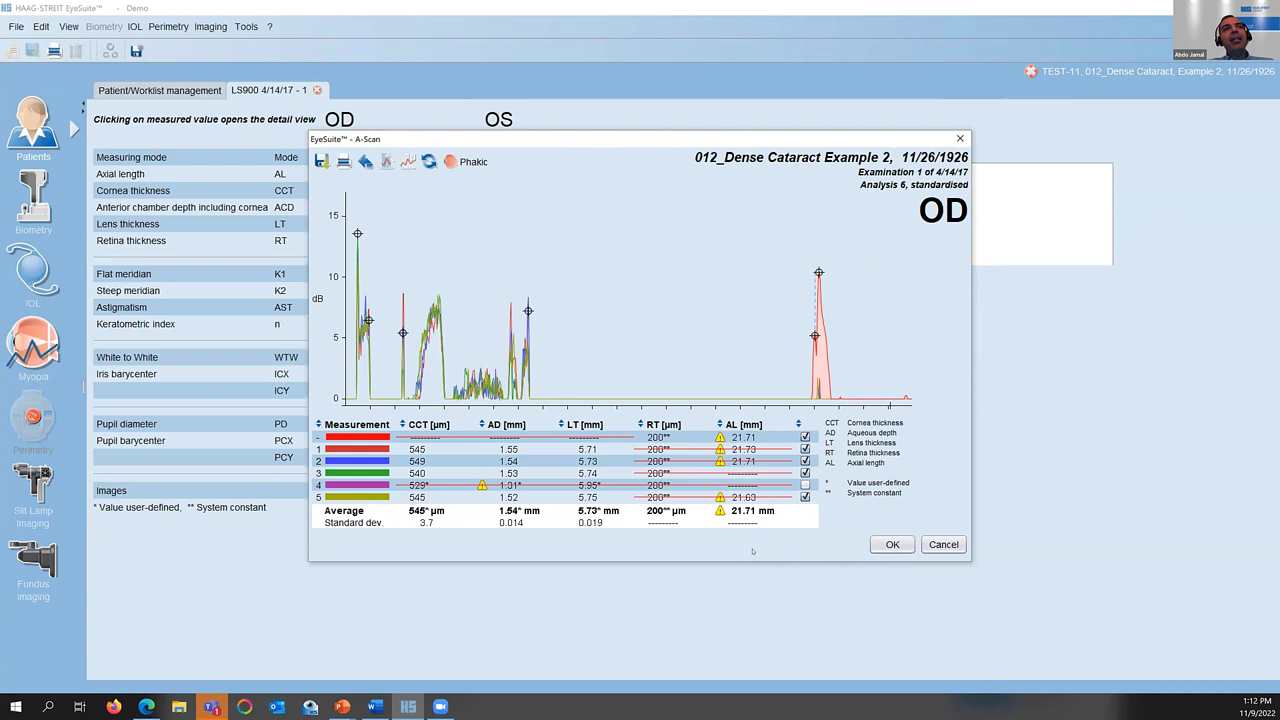 HS HAAG-STREIT EyeSuite™ - Demo
File Edit View Biometry IOL Perimetry Imaging Tools ?
Abdo Jamal
TEST-11, 012_Dense Cataract, Example 2, 11/26/1926
Patient/Worklist management LS900 4/14/17 - 1
Clicking on measured value opens the detail view OD OS
Patients
Biometry
IOL
Myopia
Perimetry
Slit Lamp
Imaging
Fundus
imaging
Measuring mode Mode
Axial length AL
Cornea thickness CCT
Anterior chamber depth including cornea ACD
Lens thickness LT
Retina thickness RT
Flat meridian K1
Steep meridian K2
Astigmatism AST
Keratometric index n
White to White WTW
Iris barycenter ICX
ICY
Pupil diameter PD
Pupil barycenter PCX
PCY
Images
* Value user-defined, ** System constant
EyeSuite™ - A-Scan
Phakic
012_Dense Cataract Example 2, 11/26/1926
Examination 1 of 4/14/17
Analysis 6, standardised
OD
15
10
dB
5
0
Measurement CCT [µm] AD [mm] LT [mm] RT [µm] AL [mm]
- --------- --------- --------- 200** 21.71
1 545 1.55 5.71 200** 21.73
2 549 1.54 5.73 200** 21.71
3 540 1.53 5.74 200** ---------
4 529* 1.31* 5.95* 200** ---------
5 545 1.52 5.75 200** 21.63
Average 545* µm 1.54* mm 5.73* mm 200** µm 21.71 mm
Standard dev. 3.7 0.014 0.019 --------- ---------
CCT Cornea thickness
AD Aqueous depth
LT Lens thickness
RT Retina thickness
AL Axial length
* Value user-defined
** System constant
OK Cancel
1:12 PM
11/9/2022